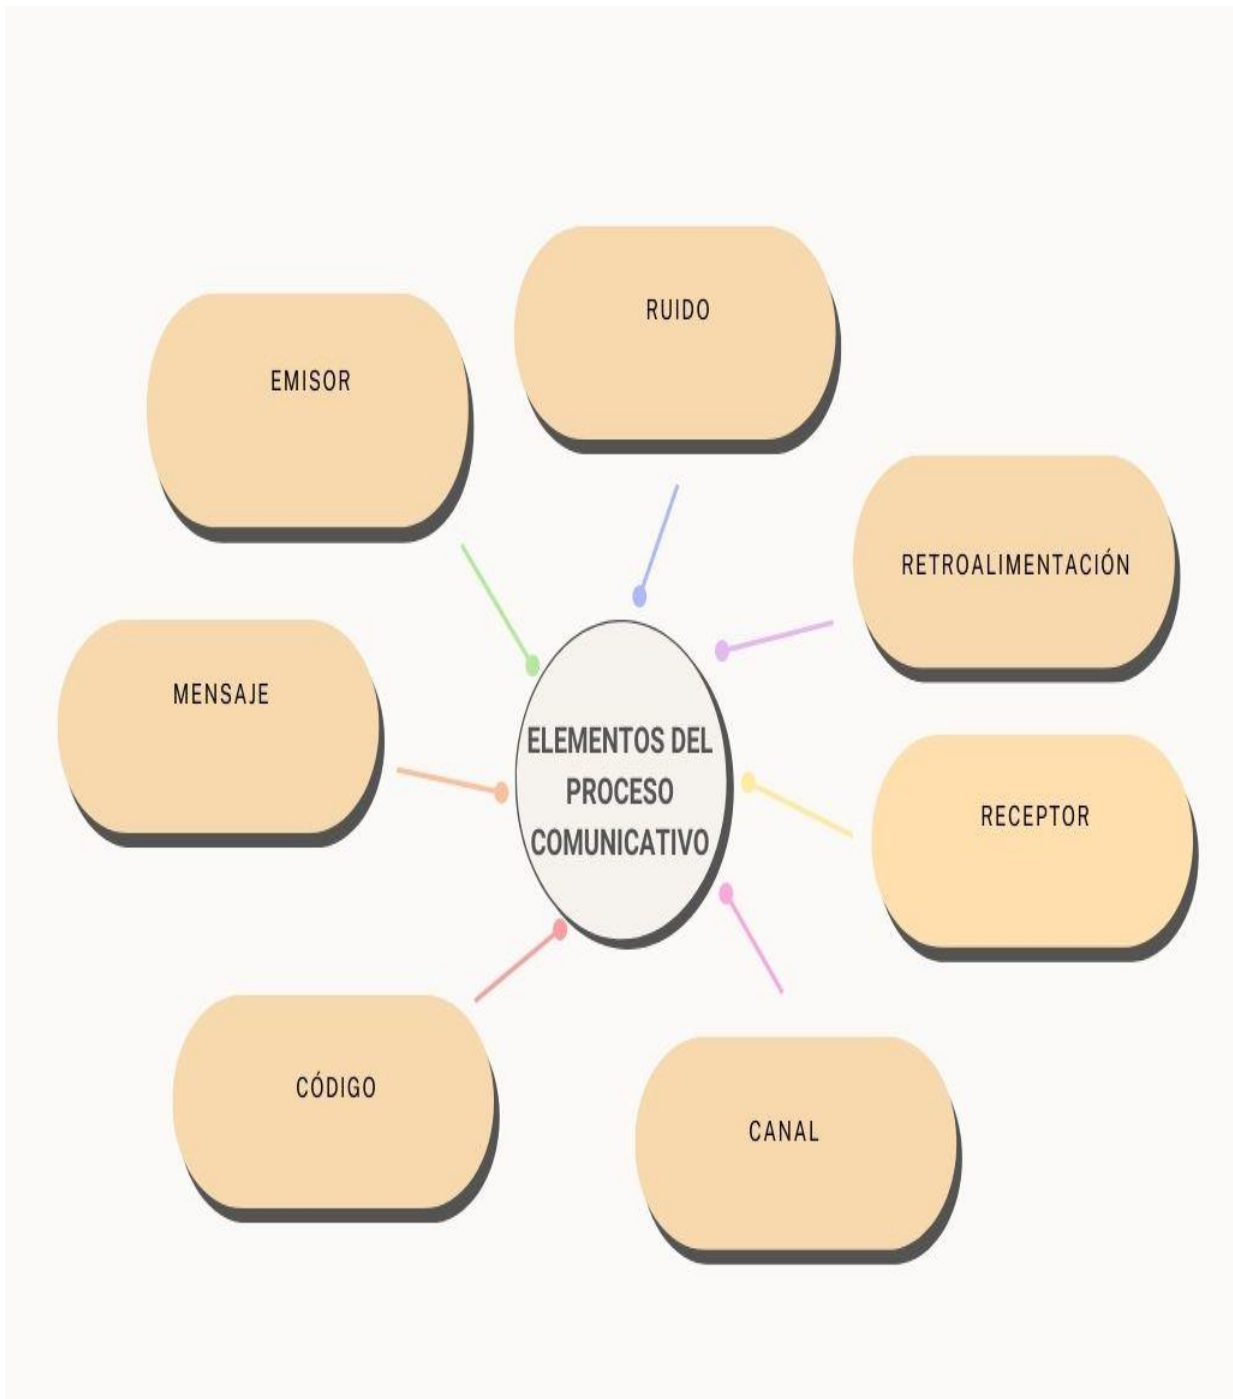 RUIDO
EMISOR
RETROALIMENTACIÓN
MENSAJE
ELEMENTOS DEL
PROCESO
COMUNICATIVO
RECEPTOR
CÓDIGO
CANAL